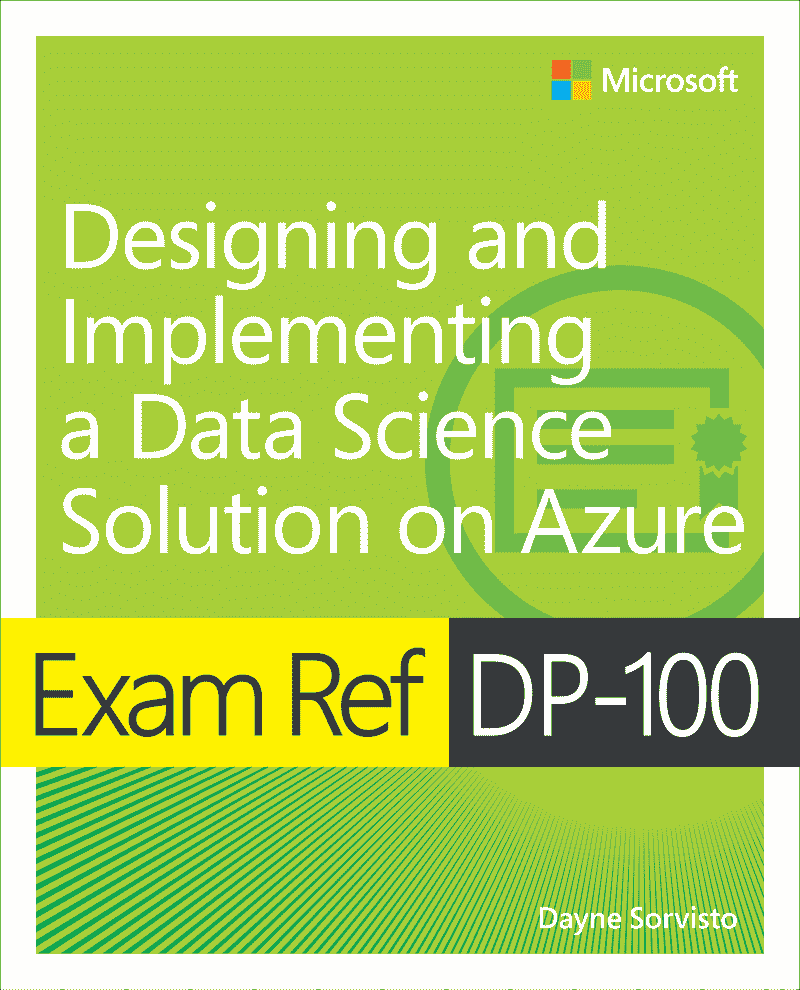 Microsoft
Designing and
Implementing
a Data Science
Solution on Azure
Exam Ref DP-100
Dayne Sorvisto